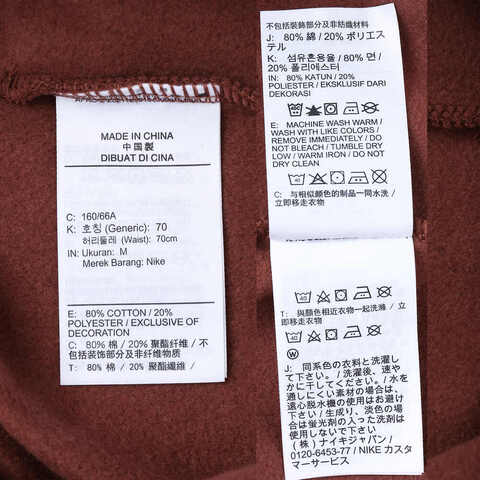 MADE IN CHINA
中国製
DIBUAT DI CINA
C: 160/66A
K: 호칭 (Generic): 70
허리둘레 (Waist): 70cm
IN: Ukuran: M
Merek Barang: Nike
E: 80% COTTON / 20%
POLYESTER / EXCLUSIVE OF
DECORATION
C: 80% 棉 / 20% 聚酯纤维 / 不
包括装饰部分及非纤维物质
T: 80% 棉 / 20% 聚酯纖維 /
不包括裝飾部分及非紡織材料
J: 80% 綿 / 20% ポリエス
テル
K: 섬유혼용율 / 80% 면 /
20% 폴리에스터
IN: 80% KATUN / 20%
POLIESTER / EKSKLUSIF DARI
DEKORASI
E: MACHINE WASH WARM /
WASH WITH LIKE COLORS /
REMOVE IMMEDIATELY / DO
NOT BLEACH / TUMBLE DRY
LOW / WARM IRON / DO NOT
DRY CLEAN
40
C: 与相似颜色的制品一同水洗 /
立即移走衣物
40
T: 與顏色相近衣物一起洗滌 / 立
即移走衣物
40
W
J: 同系色の衣料と洗濯し
て下さい。/ 洗濯後、速や
かに干してください。/ 水を
通しにくい素材の場合は、
遠心脱水機の使用はお避け
下さい / 生成り、淡色の場
合は蛍光剤の入った洗剤は
使用しないで下さい
(株) ナイキジャパン /
0120-6453-77 / NIKE カスタ
マーサービス